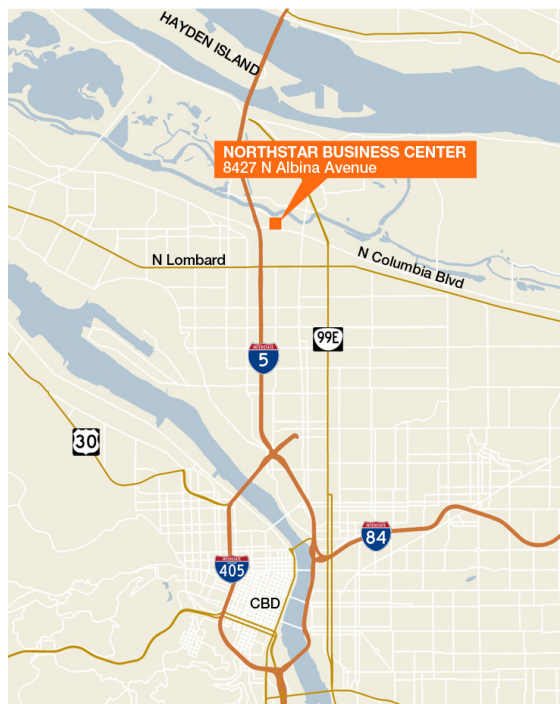 HAYDEN ISLAND
NORTHSTAR BUSINESS CENTER
8427 N Albina Avenue
N Lombard
N Columbia Blvd
99E
INTERSTATE
5
30
INTERSTATE
84
INTERSTATE
405
CBD